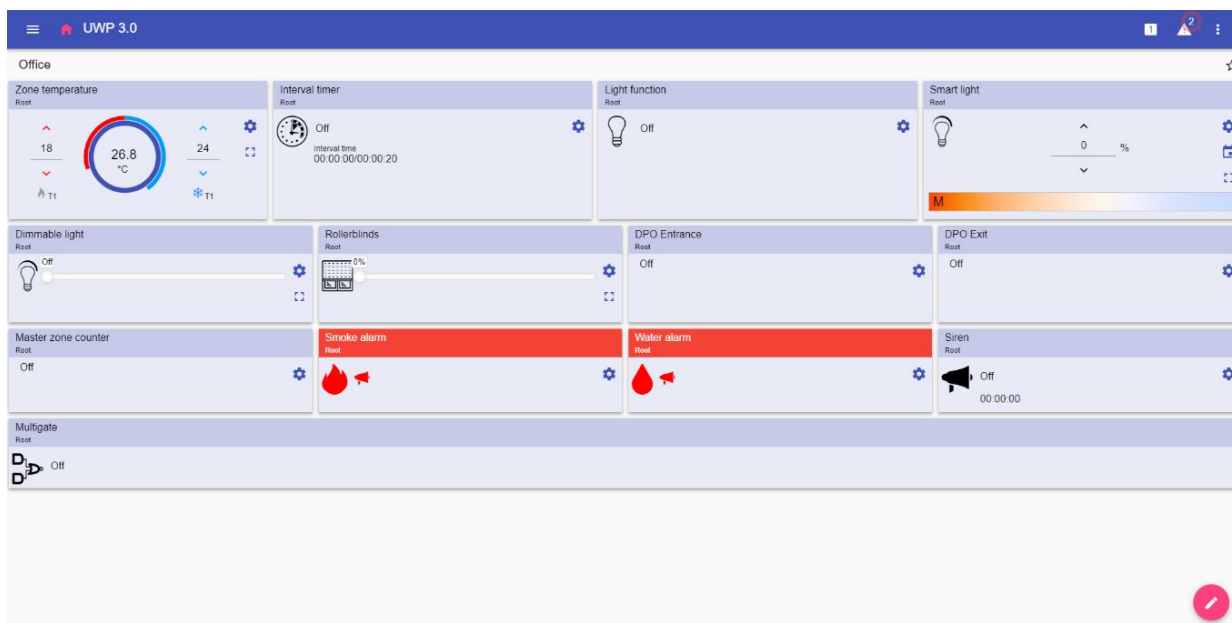 UWP 3.0
1
2
Office
Zone temperature
Root
18
26.8
°C
24
T1
T1
Interval timer
Root
Off
Interval time
00:00:00/00:00:20
Light function
Root
Off
Smart light
Root
0
%
M
Dimmable light
Root
Off
Rollerblinds
Root
0%
DPO Entrance
Root
Off
DPO Exit
Root
Off
Master zone counter
Root
Off
Smoke alarm
Root
Water alarm
Root
Siren
Root
Off
00:00:00
Multigate
Root
Off